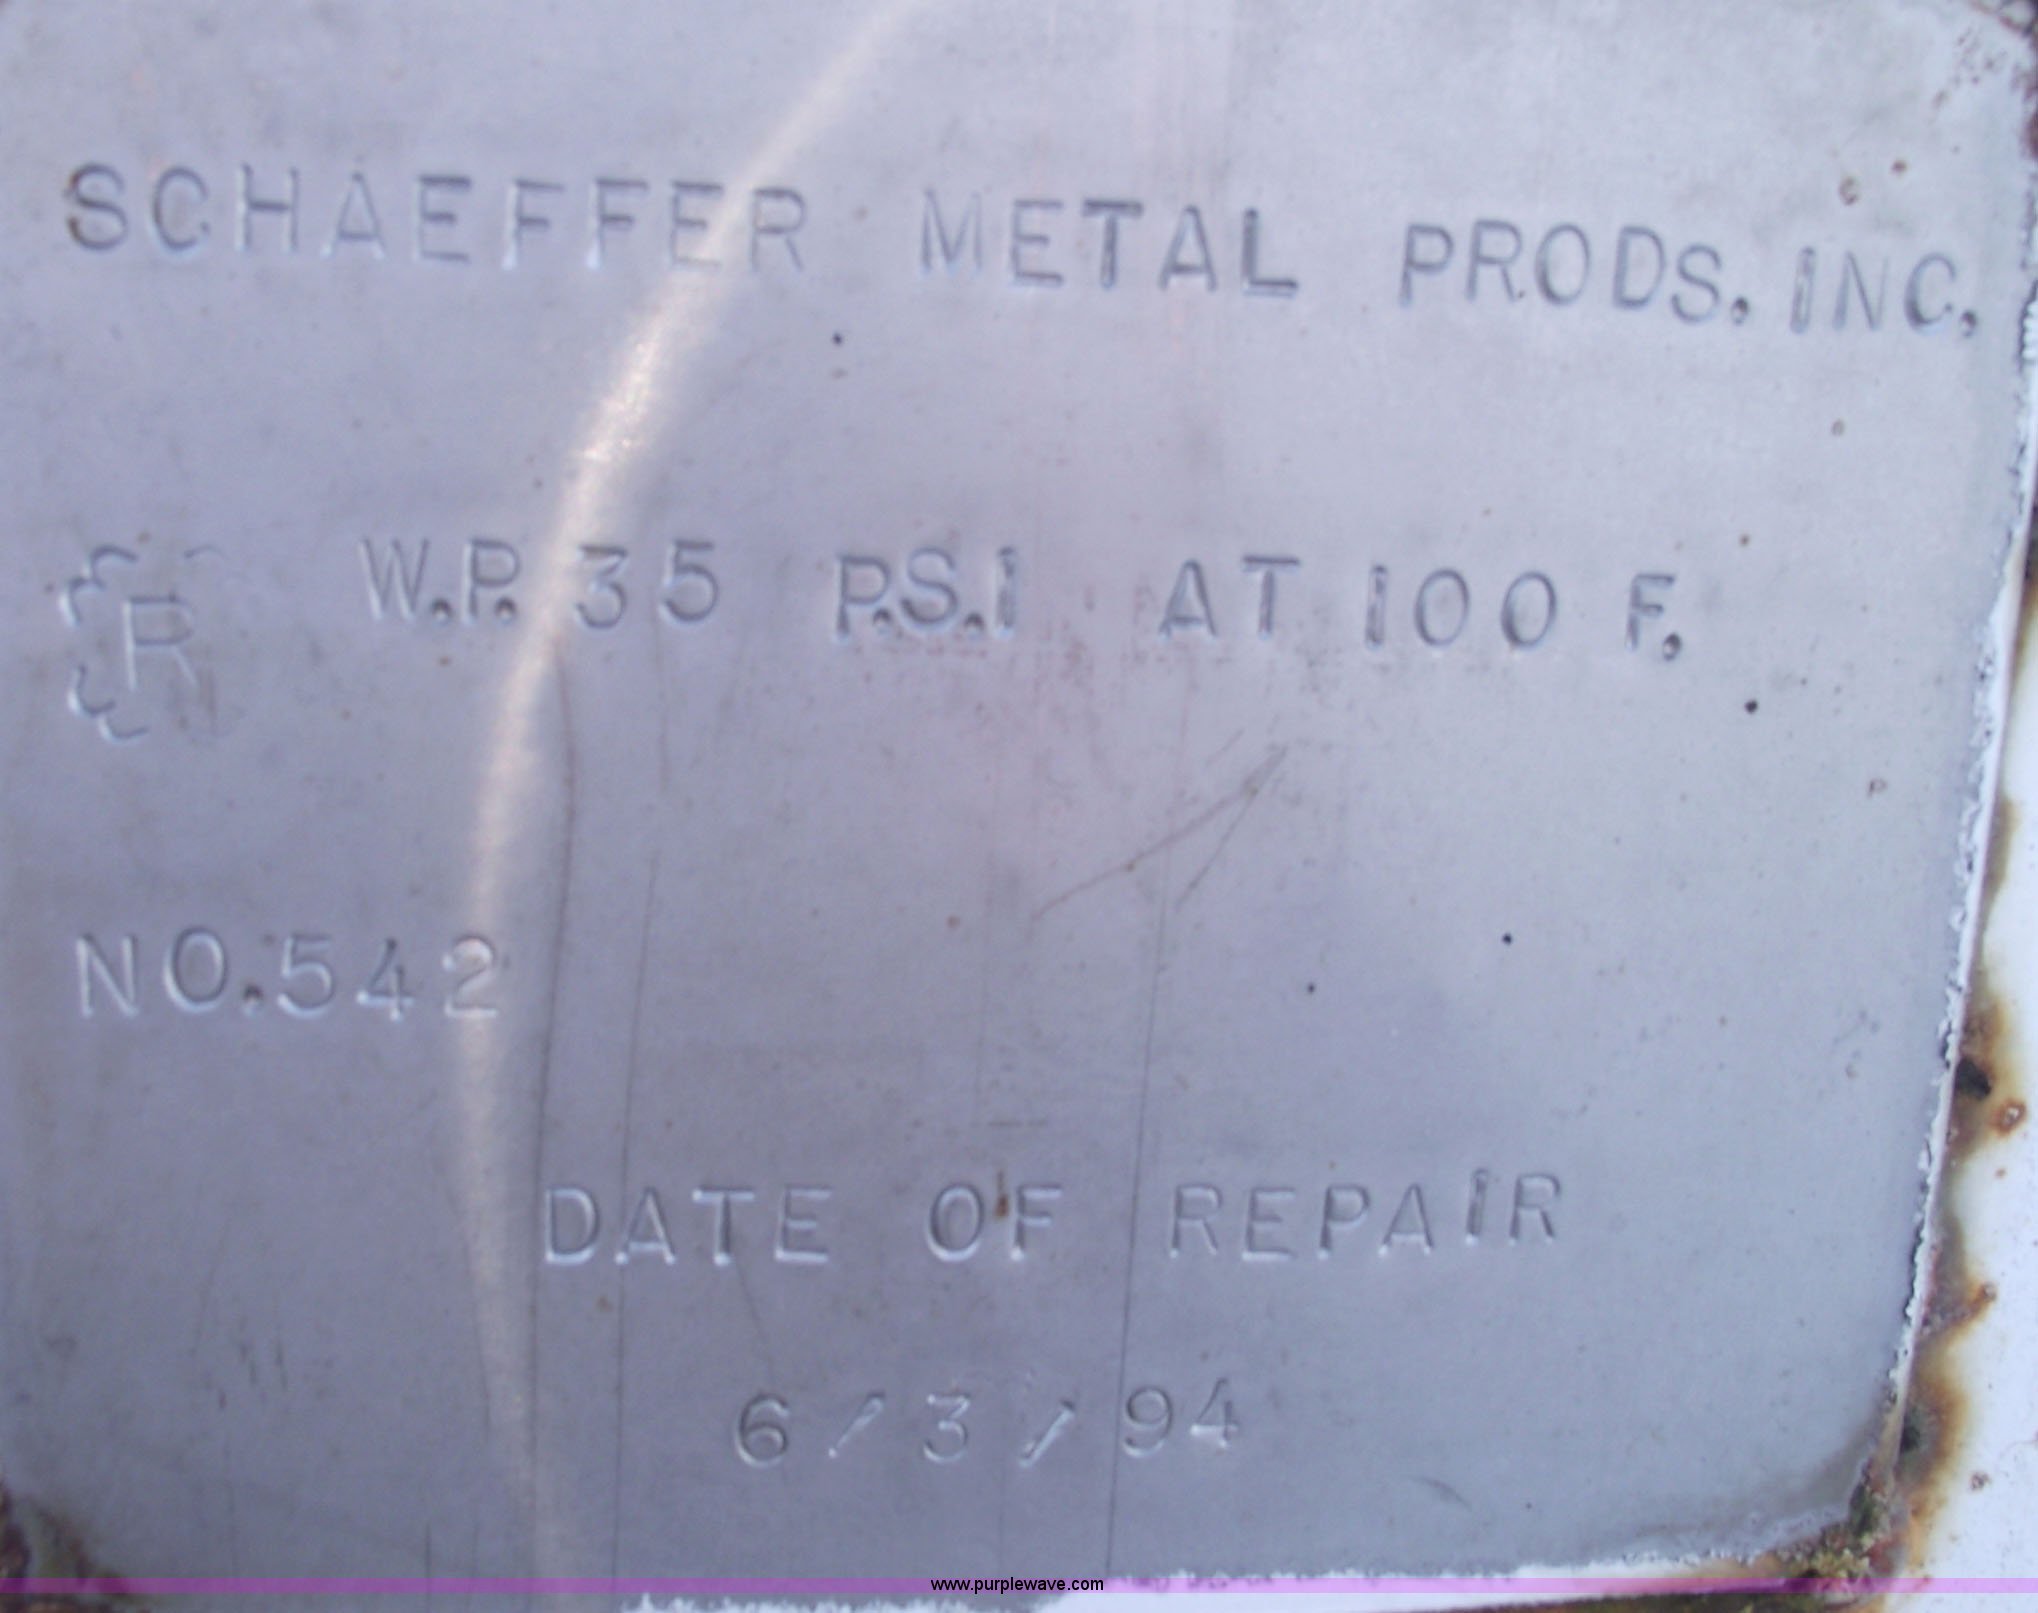 SCHAEFFER METAL PRODS. INC.
R W.P. 35 P.S.I AT 100 F.
NO. 542
DATE OF REPAIR
6/3/94
www.purplewave.com